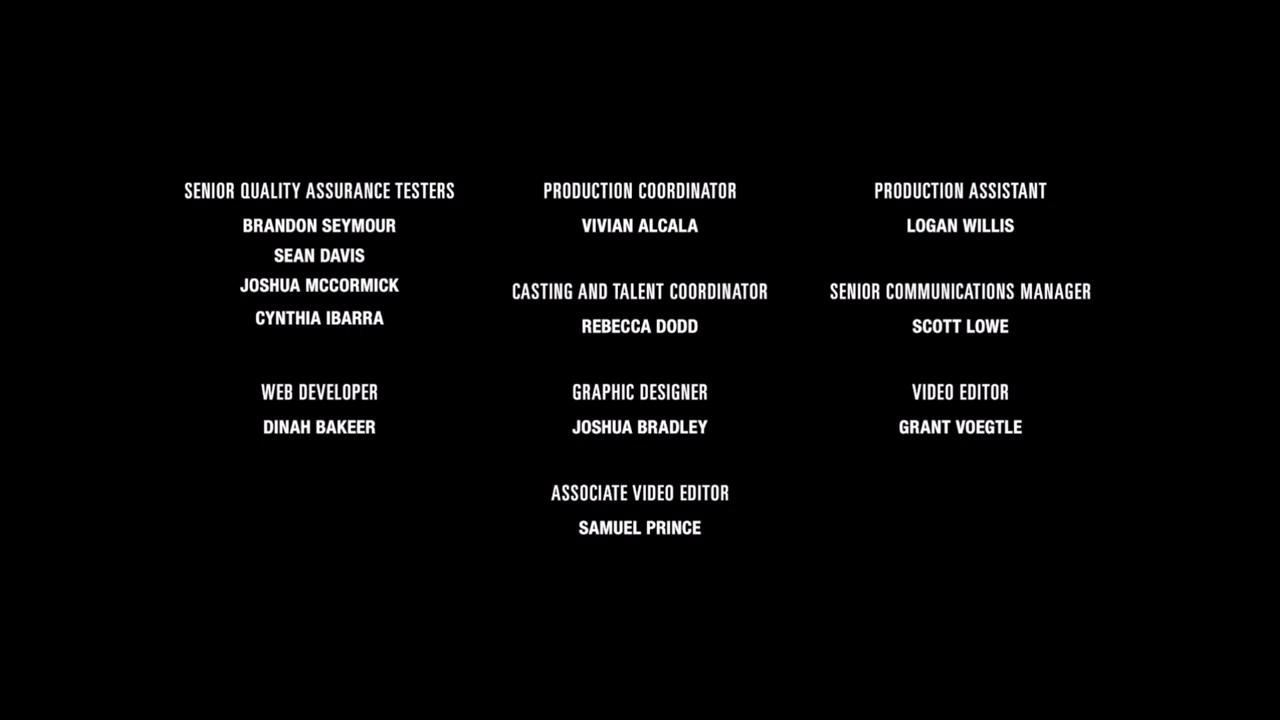 SENIOR QUALITY ASSURANCE TESTERS
BRANDON SEYMOUR
SEAN DAVIS
JOSHUA MCCORMICK
CYNTHIA IBARRA
PRODUCTION COORDINATOR
VIVIAN ALCALA
PRODUCTION ASSISTANT
LOGAN WILLIS
CASTING AND TALENT COORDINATOR
REBECCA DODD
SENIOR COMMUNICATIONS MANAGER
SCOTT LOWE
WEB DEVELOPER
DINAH BAKEER
GRAPHIC DESIGNER
JOSHUA BRADLEY
VIDEO EDITOR
GRANT VOEGTLE
ASSOCIATE VIDEO EDITOR
SAMUEL PRINCE